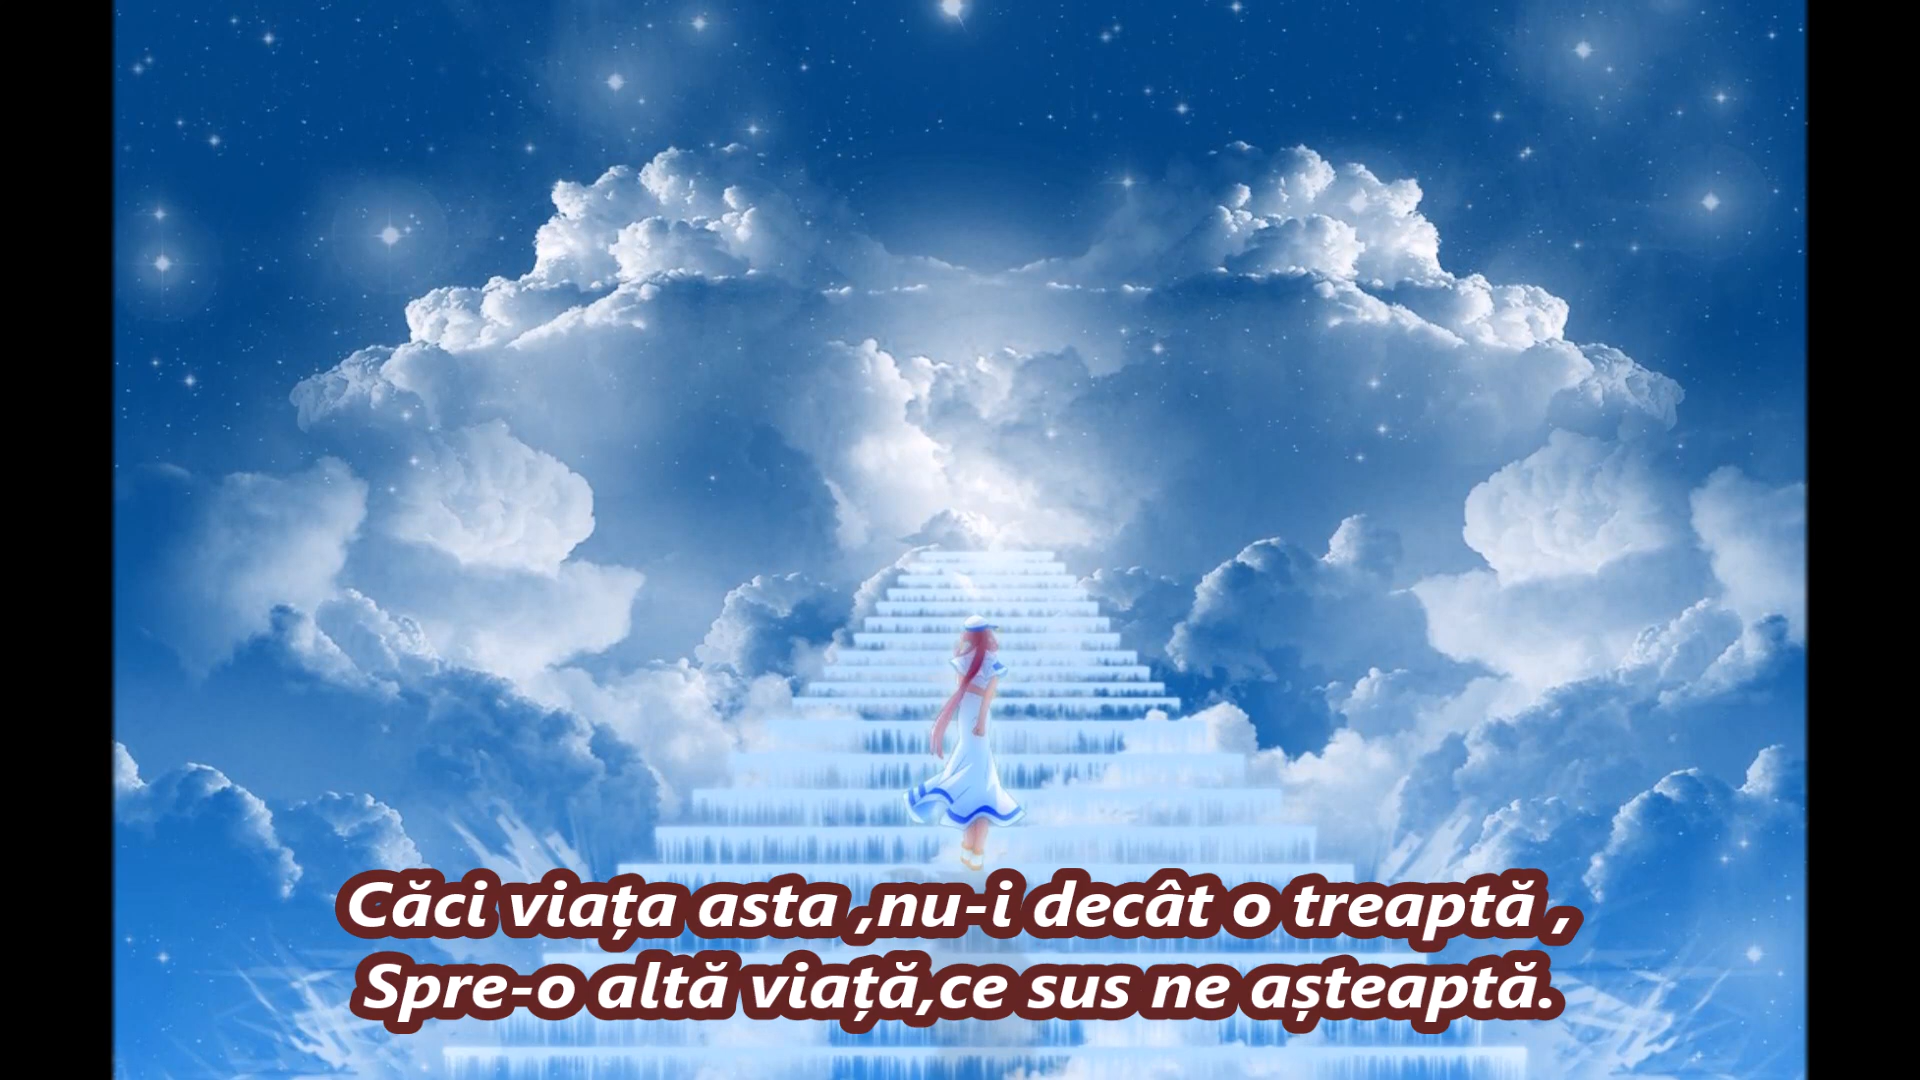 Căci viața asta ,nu-i decât o treaptă ,
Spre-o altă viață,ce sus ne așteaptă.